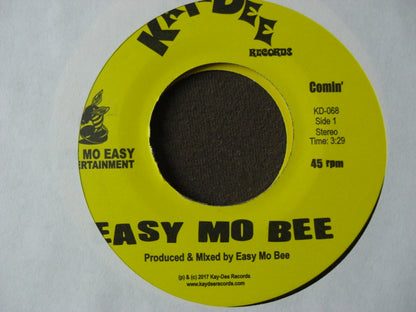 KAY-DEE
RECORDS
Comin'
KD-068
Side 1
Stereo
Time: 3:29
45 rpm
MO EASY
ERTAINMENT
EASY MO BEE
Produced & Mixed by Easy Mo Bee
(p) & (c) 2017 Kay-Dee Records
www.kaydeerecords.com